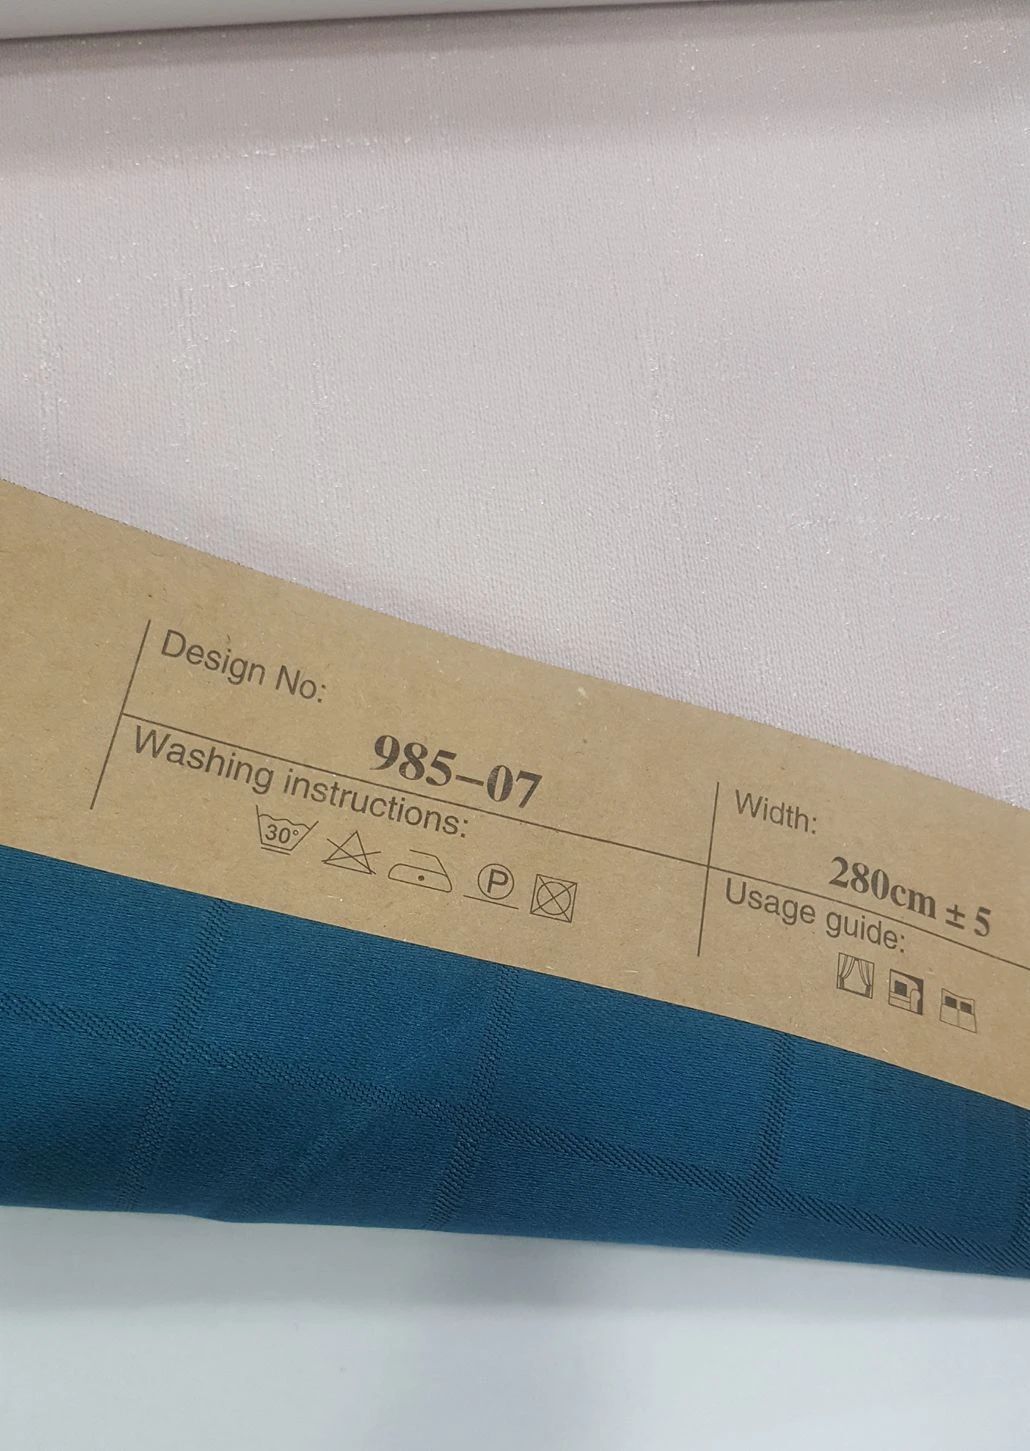 Design No:
985-07
Washing instructions:
30°
P
Width:
280cm ± 5
Usage guide: